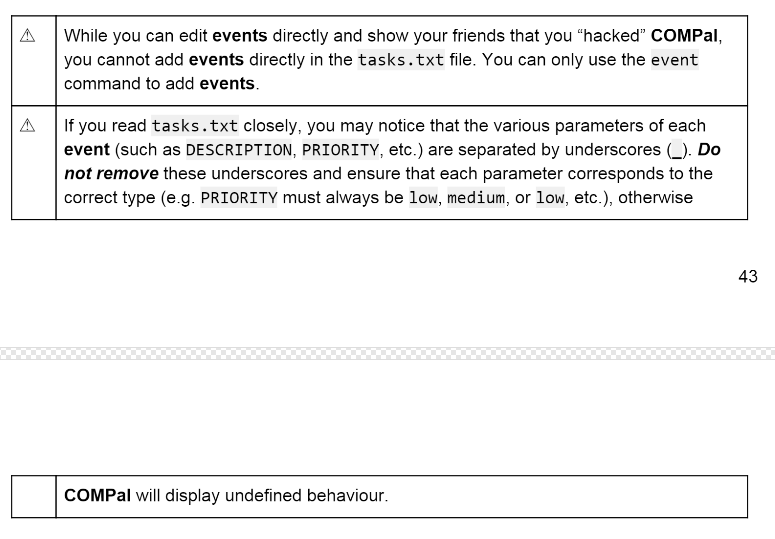 ⚠ While you can edit events directly and show your friends that you “hacked” COMPal,
you cannot add events directly in the tasks.txt file. You can only use the event
command to add events.
⚠ If you read tasks.txt closely, you may notice that the various parameters of each
event (such as DESCRIPTION, PRIORITY, etc.) are separated by underscores (_). Do
not remove these underscores and ensure that each parameter corresponds to the
correct type (e.g. PRIORITY must always be low, medium, or low, etc.), otherwise
43
COMPal will display undefined behaviour.